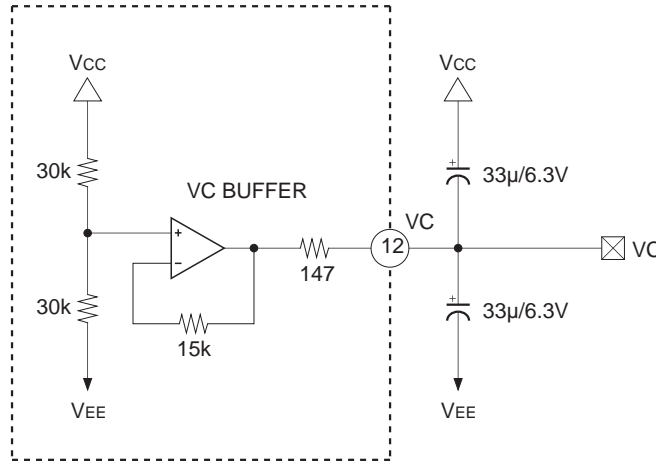 VCC
VCC
30k
33µ/6.3V
VC BUFFER
VC
+
+
12
VC
–
147
+
30k
33µ/6.3V
15k
VEE
VEE